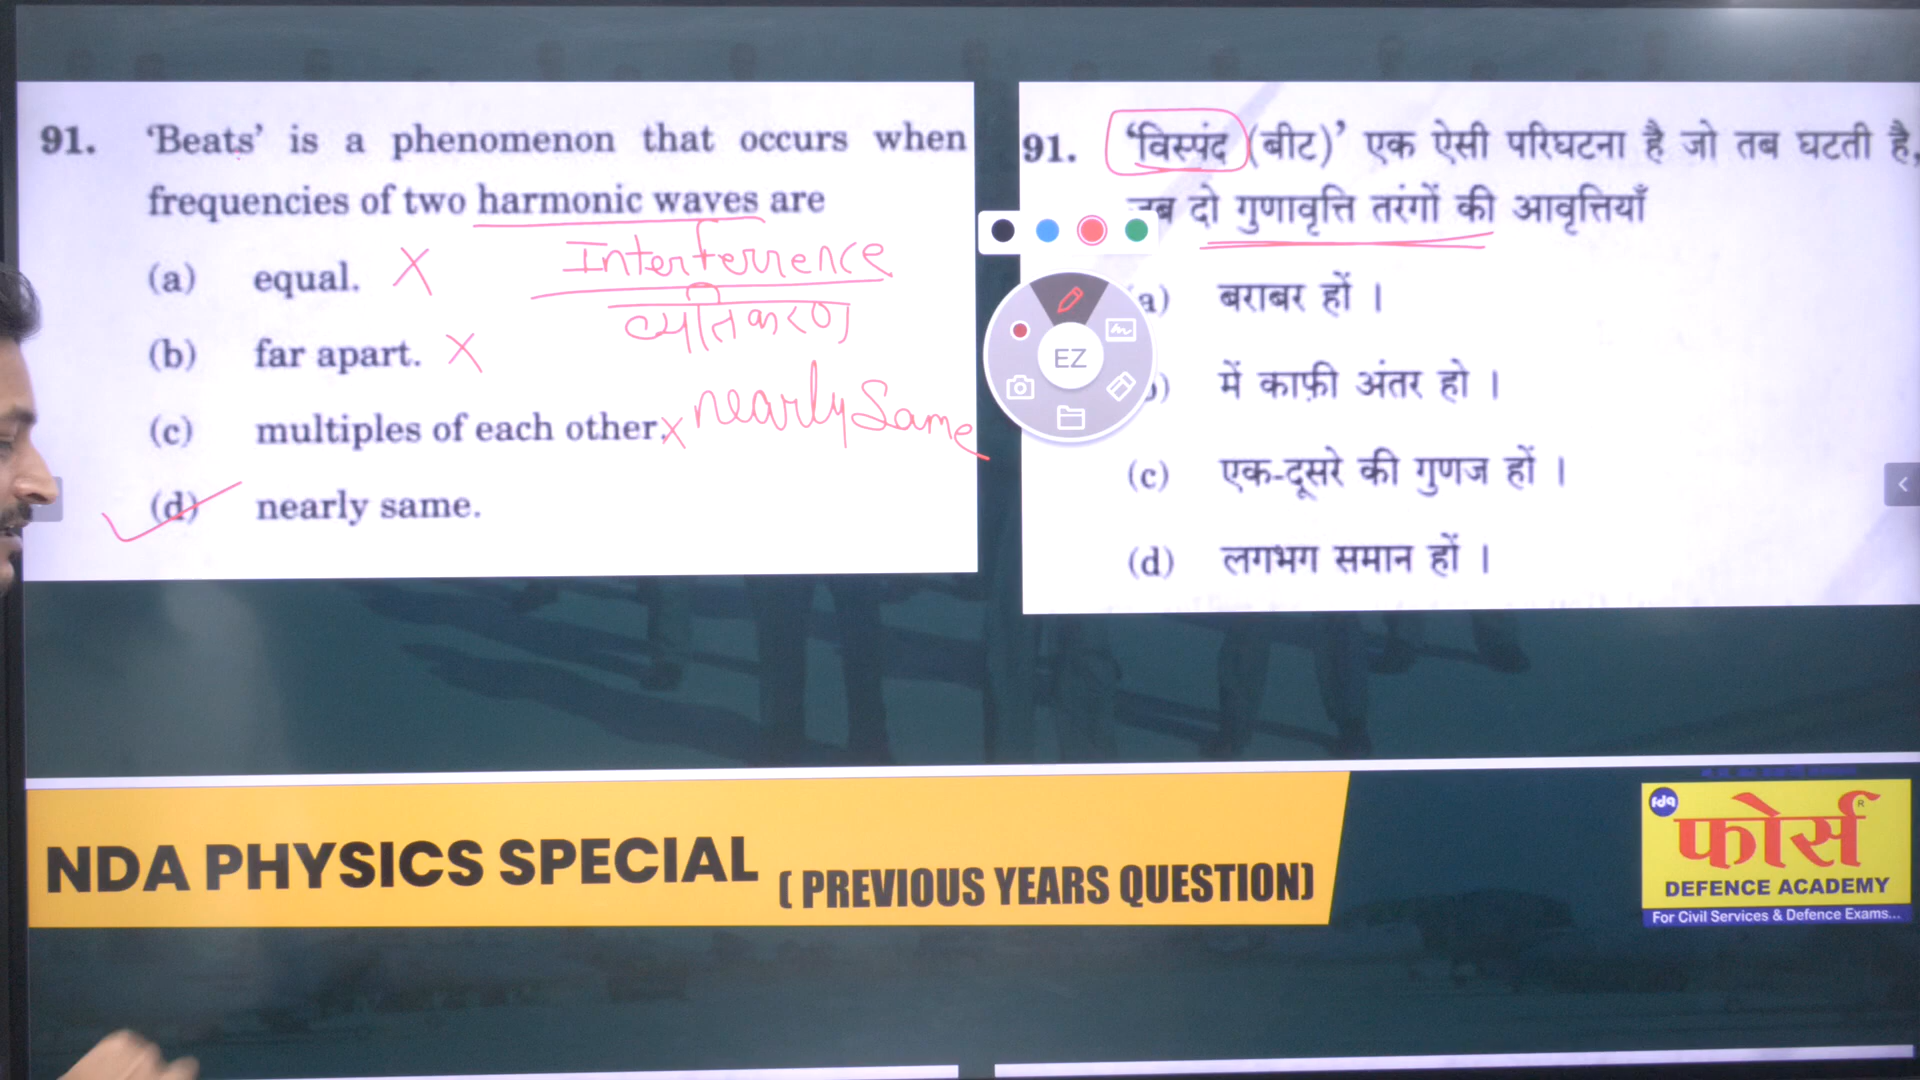 91. 'Beats' is a phenomenon that occurs when
frequencies of two harmonic waves are
(a) equal. X
Interferrence
व्यतिकरण
(b) far apart. X
(c) multiples of each other. x nearly Same
(d) nearly same.
91. 'विस्पंद (बीट)' एक ऐसी परिघटना है जो तब घटती है,
दो गुणावृत्ति तरंगों की आवृत्तियाँ
a) बराबर हों ।
) में काफ़ी अंतर हो ।
(c) एक-दूसरे की गुणज हों ।
(d) लगभग समान हों ।
EZ
NDA PHYSICS SPECIAL ( PREVIOUS YEARS QUESTION)
fda
फोर्स
R
DEFENCE ACADEMY
For Civil Services & Defence Exams...